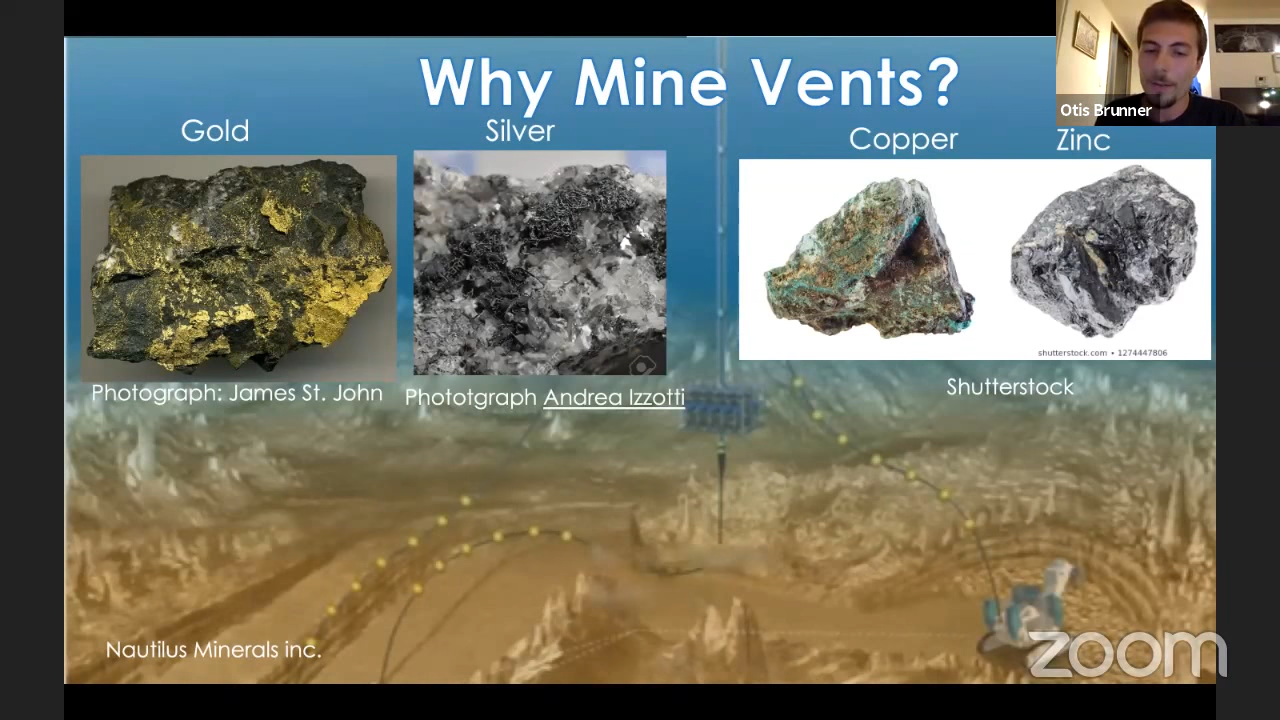 Why Mine Vents?
Otis Brunner
Gold
Silver
Copper
Zinc
shutterstock.com • 1274447806
Photograph: James St. John
Phototgraph Andrea Izzotti
Shutterstock
Nautilus Minerals inc.
zoom